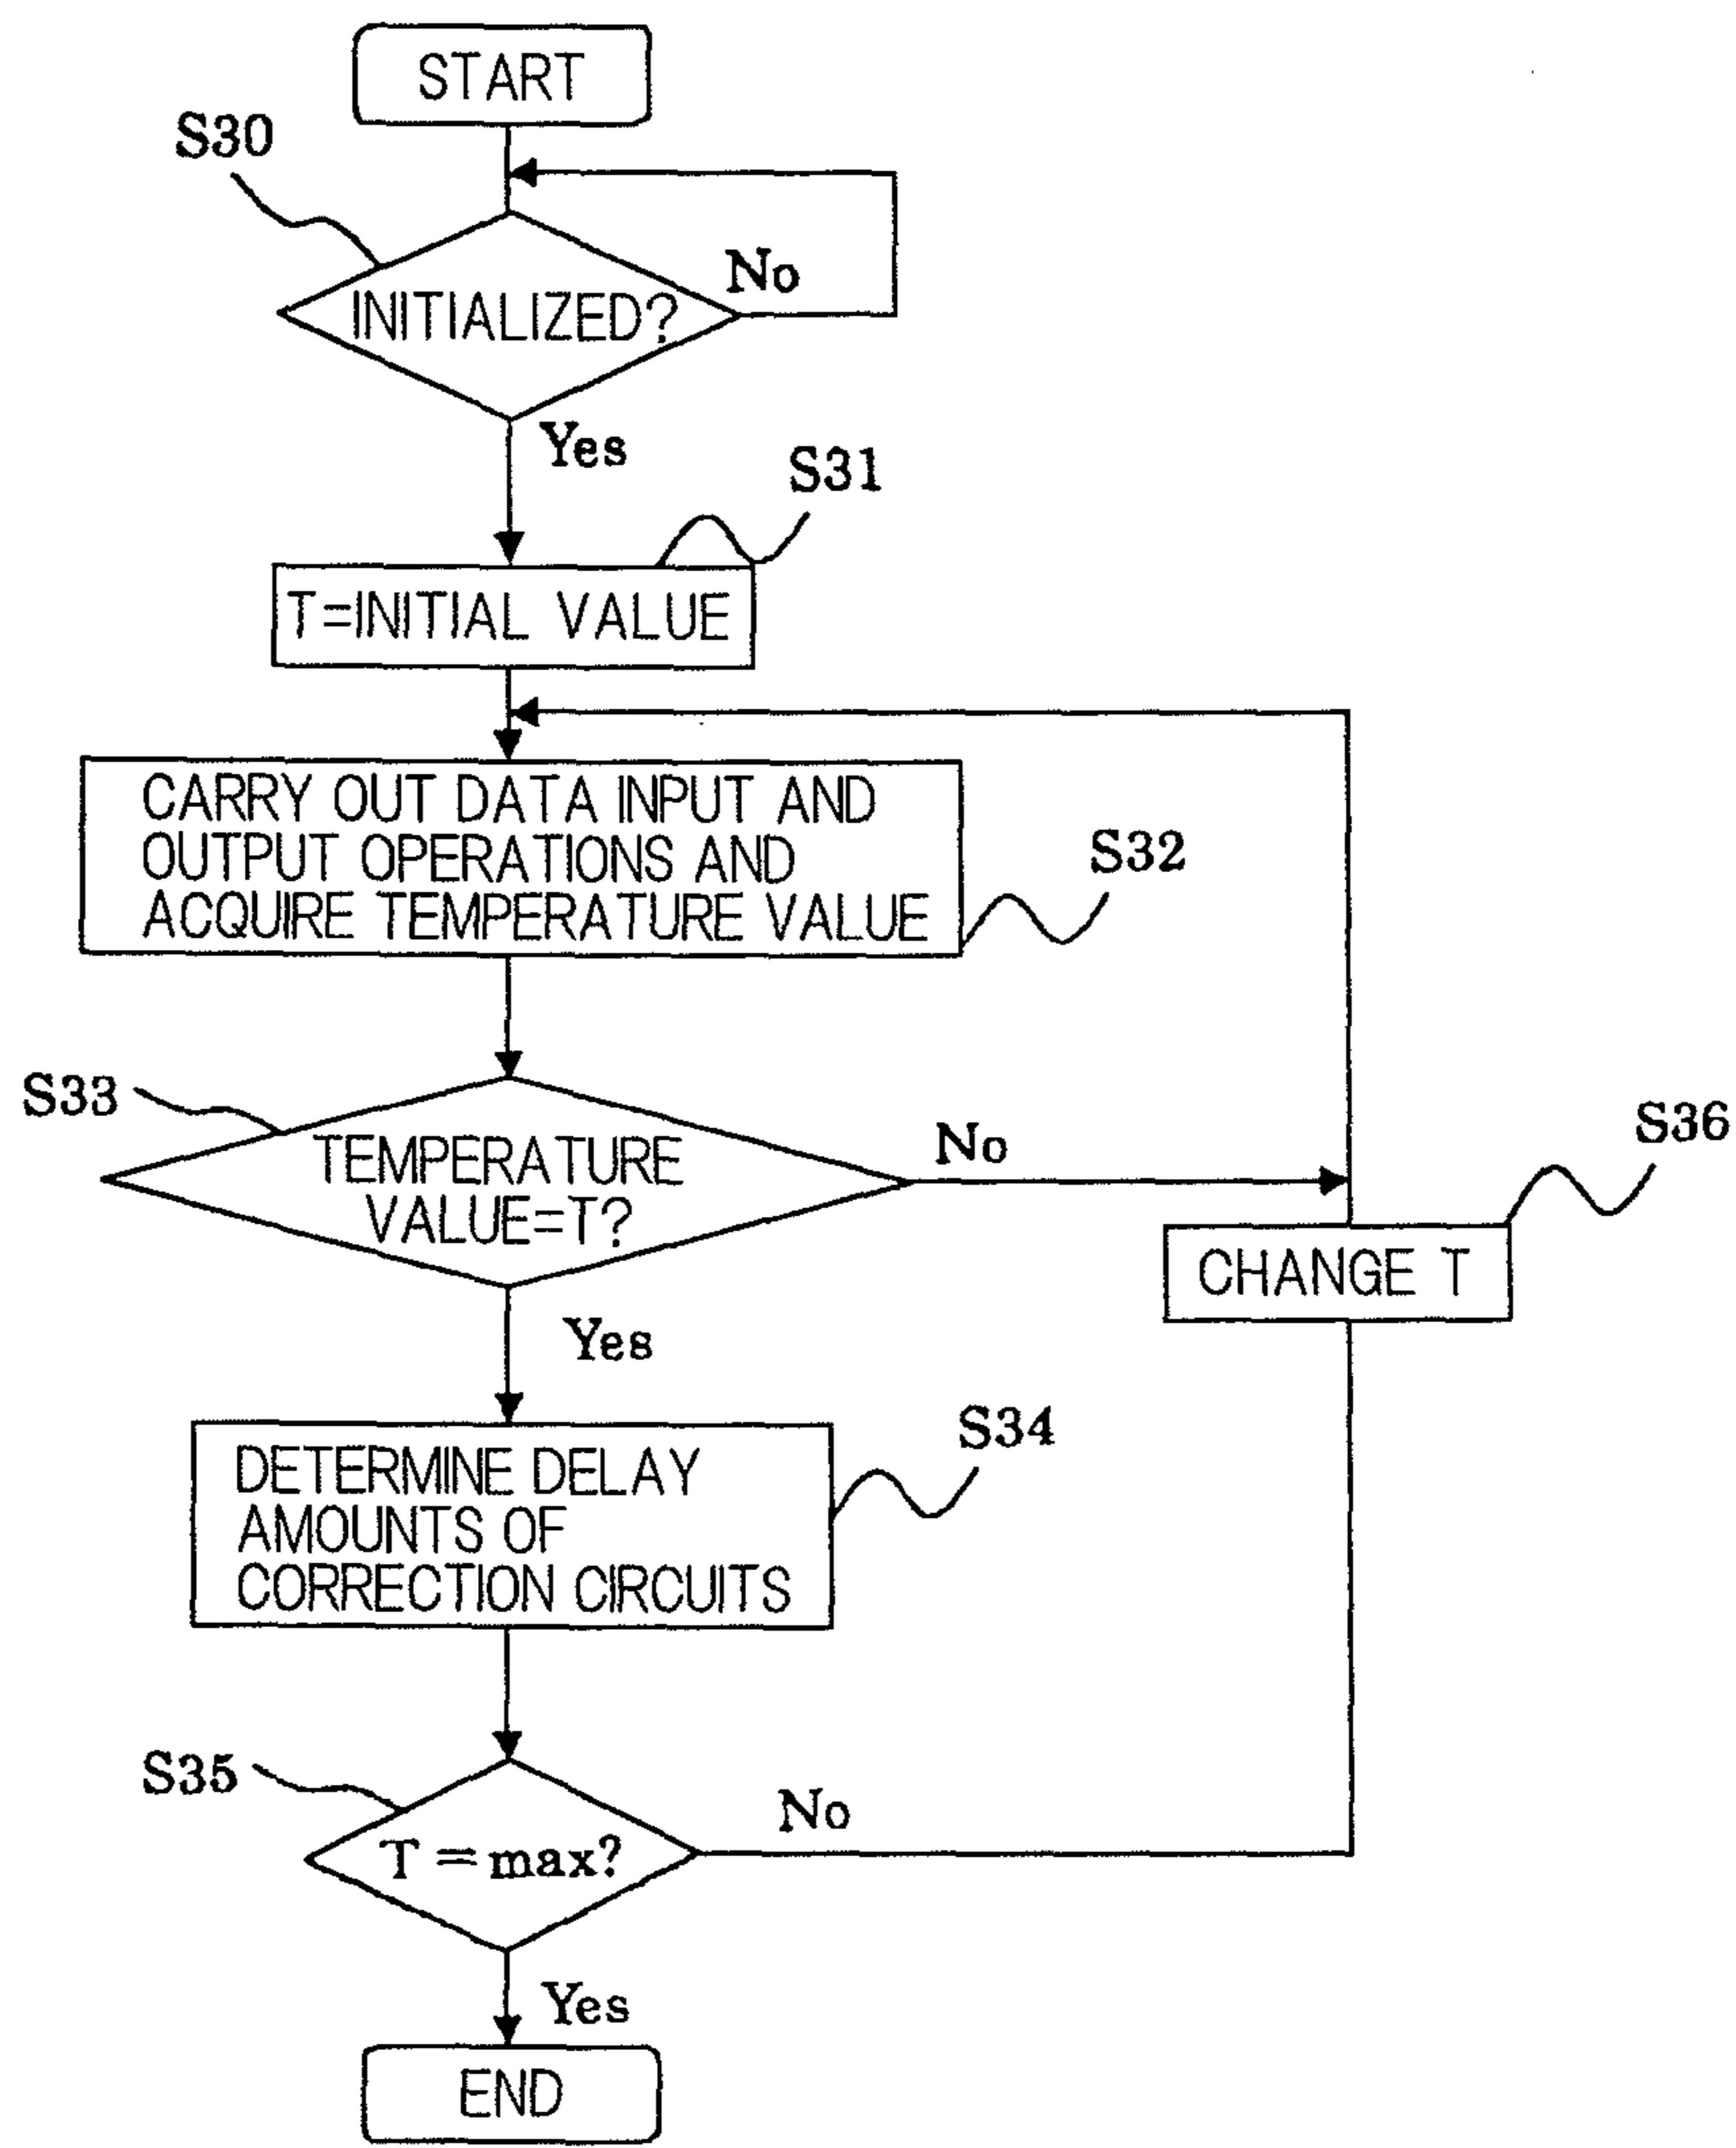 START
S30
No
INITIALIZED?
Yes
S31
T=INITIAL VALUE
CARRY OUT DATA INPUT AND
OUTPUT OPERATIONS AND
ACQUIRE TEMPERATURE VALUE
S32
S33
TEMPERATURE
VALUE=T?
No
S36
CHANGE T
Yes
S34
DETERMINE DELAY
AMOUNTS OF
CORRECTION CIRCUITS
S35
T=max?
No
Yes
END